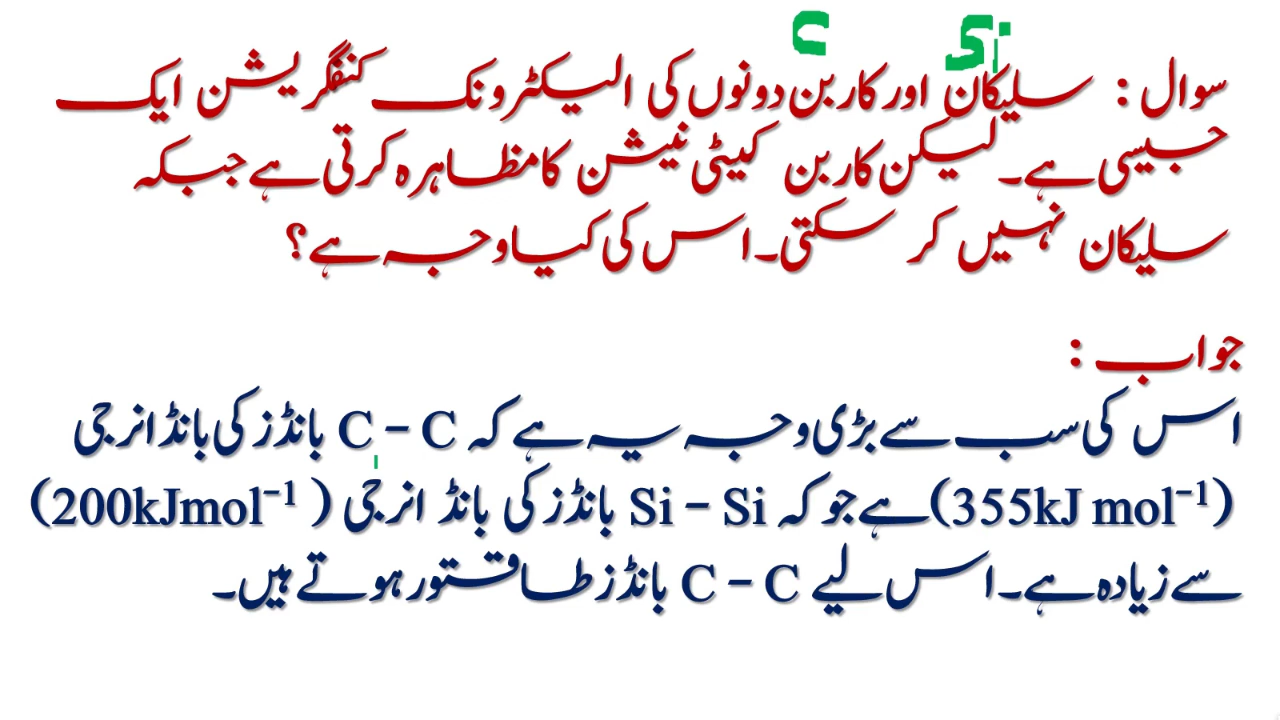 C Si
سوال : سلیکان اور کاربن دونوں کی الیکٹرونک کنفگریشن ایک
جیسی ہے۔ لیکن کاربن کیٹی نیشن کا مظاہرہ کرتی ہے جبکہ
سلیکان نہیں کر سکتی۔ اس کی کیا وجہ ہے؟
جواب :
اس کی سب سے بڑی وجہ یہ ہے کہ C – C بانڈز کی بانڈ انرجی
(355kJ mol⁻¹) ہے جو کہ Si – Si بانڈز کی بانڈ انرجی (200kJmol⁻¹)
سے زیادہ ہے۔ اس لیے C – C بانڈز طاقتور ہوتے ہیں۔